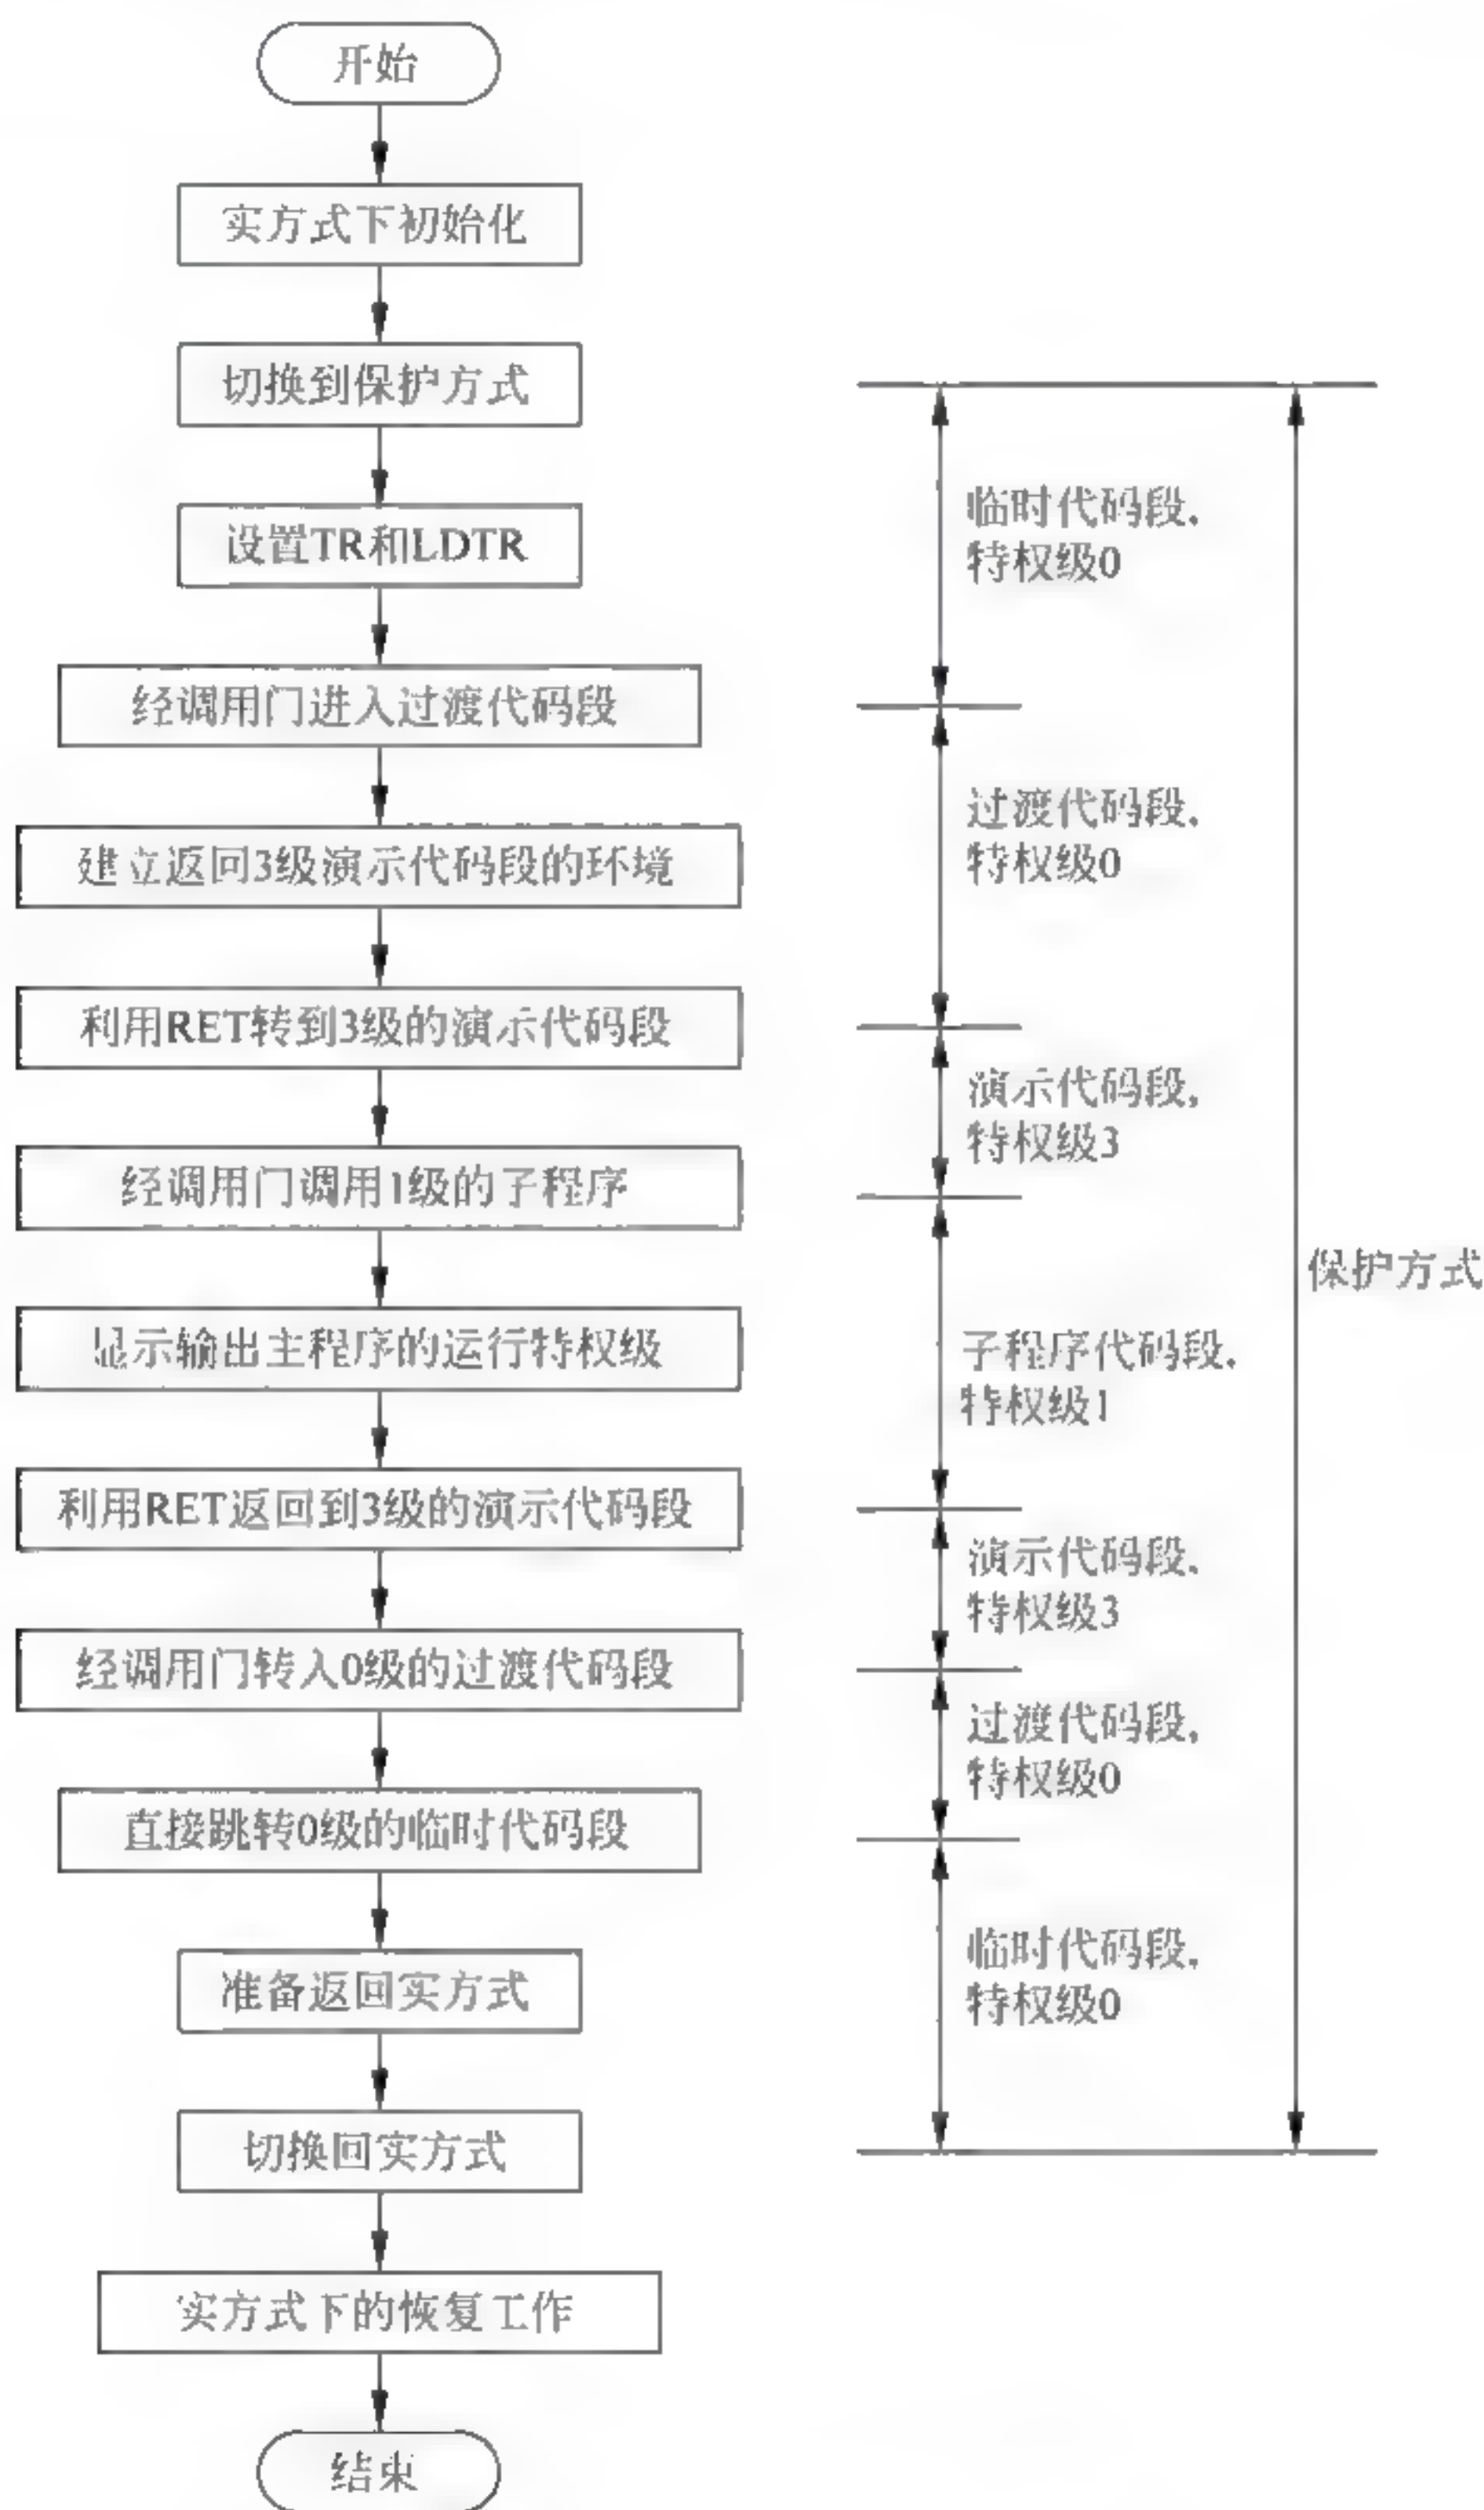 开始
实方式下初始化
切换到保护方式
设置TR和LDTR
经调用门进入过渡代码段
建立返回3级演示代码段的环境
利用RET转到3级的演示代码段
经调用门调用1级的子程序
显示输出主程序的运行特权级
利用RET返回到3级的演示代码段
经调用门转入0级的过渡代码段
直接跳转0级的临时代码段
准备返回实方式
切换回实方式
实方式下的恢复工作
结束
临时代码段,
特权级0
过渡代码段,
特权级0
演示代码段,
特权级3
子程序代码段,
特权级1
演示代码段,
特权级3
过渡代码段,
特权级0
临时代码段,
特权级0
保护方式